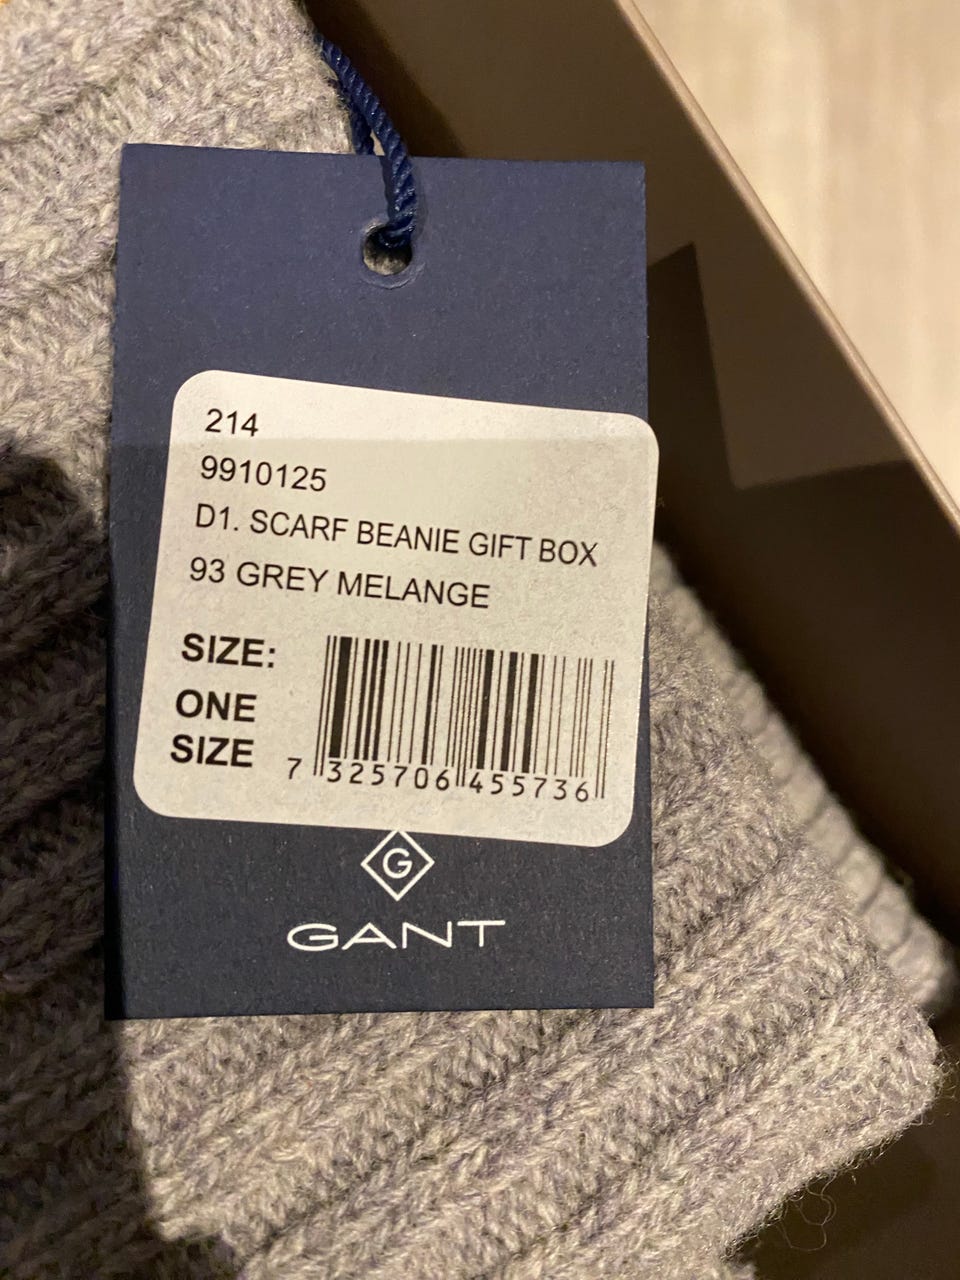 214
9910125
D1. SCARF BEANIE GIFT BOX
93 GREY MELANGE
SIZE:
ONE
SIZE
7 325706 455736
G
GANT